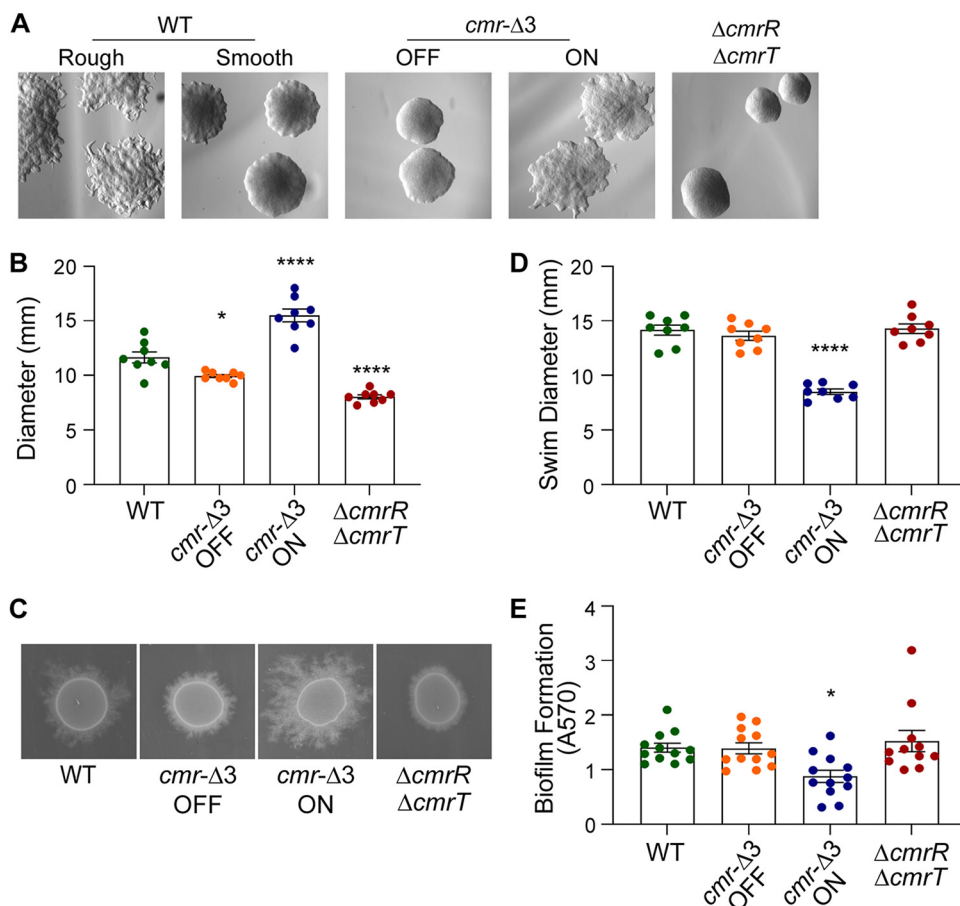 A
WT
cmr-Δ3
ΔcmrR
ΔcmrT
Rough
Smooth
OFF
ON
B
Diameter (mm)
20
15
10
5
0
*
****
****
WT
cmr-Δ3
OFF
cmr-Δ3
ON
ΔcmrR
ΔcmrT
D
Swim Diameter (mm)
20
15
10
5
0
****
WT
cmr-Δ3
OFF
cmr-Δ3
ON
ΔcmrR
ΔcmrT
C
WT
cmr-Δ3
OFF
cmr-Δ3
ON
ΔcmrR
ΔcmrT
E
Biofilm Formation
(A570)
4
3
2
1
0
*
WT
cmr-Δ3
OFF
cmr-Δ3
ON
ΔcmrR
ΔcmrT